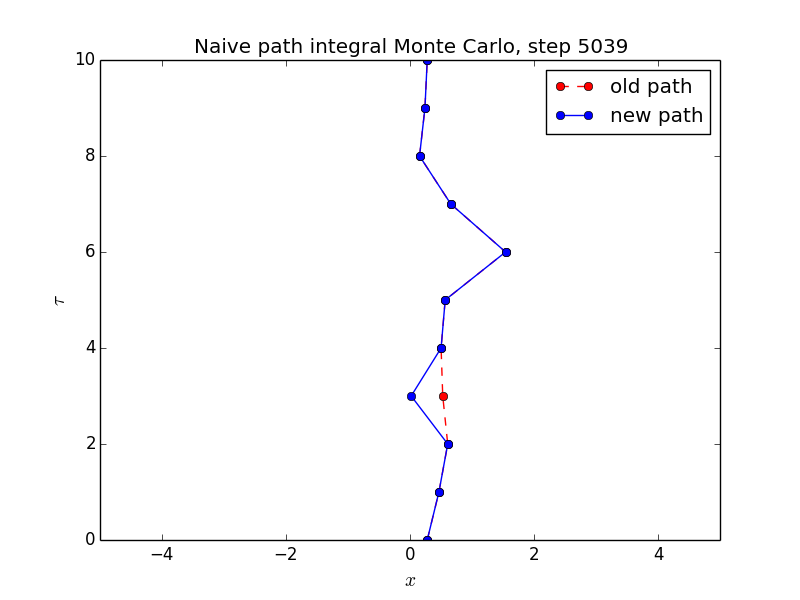 Naive path integral Monte Carlo, step 5039
old path
new path
10
8
6
4
2
0
τ
−4
−2
0
2
4
x